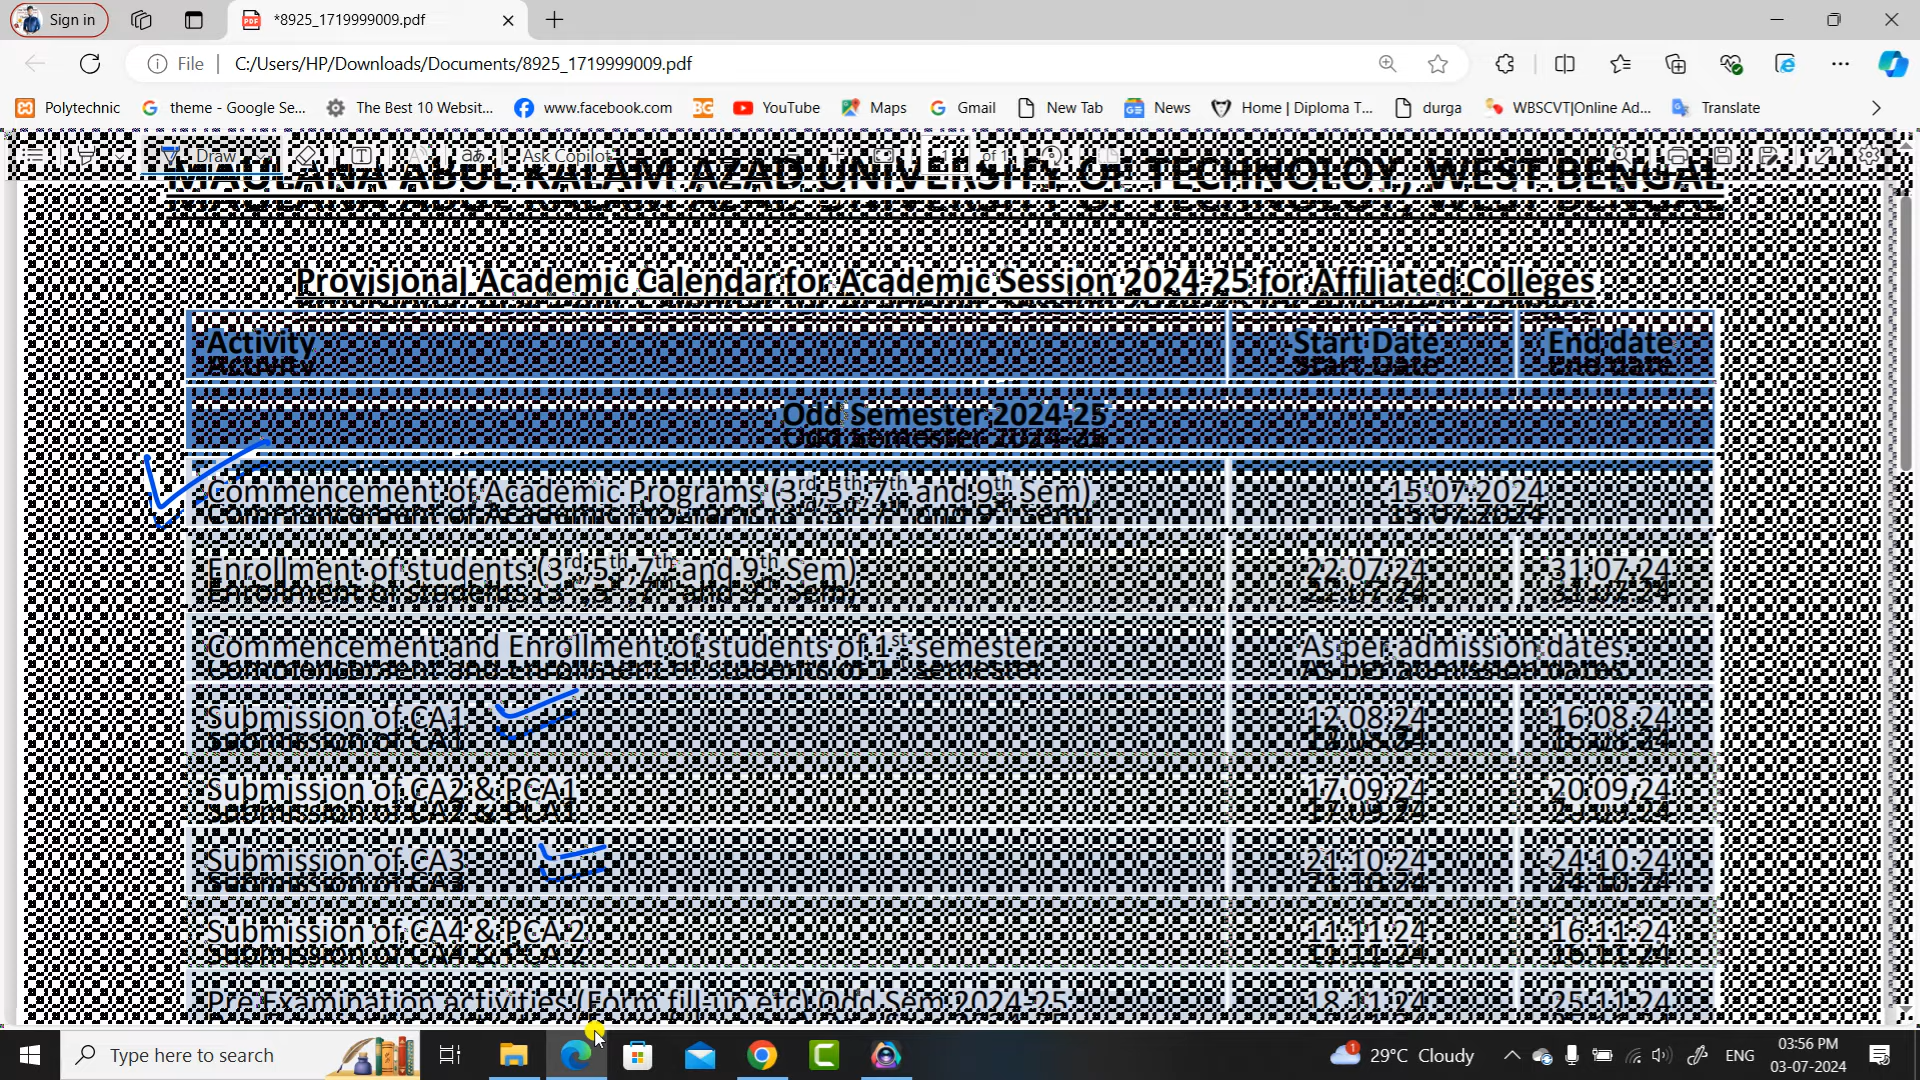 Sign in
*8925_1719999009.pdf
File
C:/Users/HP/Downloads/Documents/8925_1719999009.pdf
Polytechnic
theme - Google Se...
The Best 10 Websit...
www.facebook.com
YouTube
Maps
Gmail
New Tab
News
Home | Diploma T...
durga
WBSCVT|Online Ad...
Translate
Draw
Ask Copilot
of 1
MAULANA ABUL KALAM AZAD UNIVERSITY OF TECHNOLOY, WEST BENGAL
Provisional Academic Calendar for Academic Session 2024-25 for Affiliated Colleges
Activity Start Date End date
Odd Semester 2024-25
Commencement of Academic Programs (3rd, 5th, 7th and 9th Sem) 15.07.2024
Enrollment of students (3rd, 5th, 7th and 9th Sem) 22.07.24 31.07.24
Commencement and Enrollment of students of 1st semester As per admission dates.
Submission of CA1 12.08.24 16.08.24
Submission of CA2 & PCA1 17.09.24 20.09.24
Submission of CA3 21.10.24 24.10.24
Submission of CA4 & PCA 2 11.11.24 16.11.24
Pre Examination activities (Form fill-up etc) Odd Sem 2024-25 18.11.24 25.11.24
Type here to search
1
29°C Cloudy
ENG
03:56 PM
03-07-2024